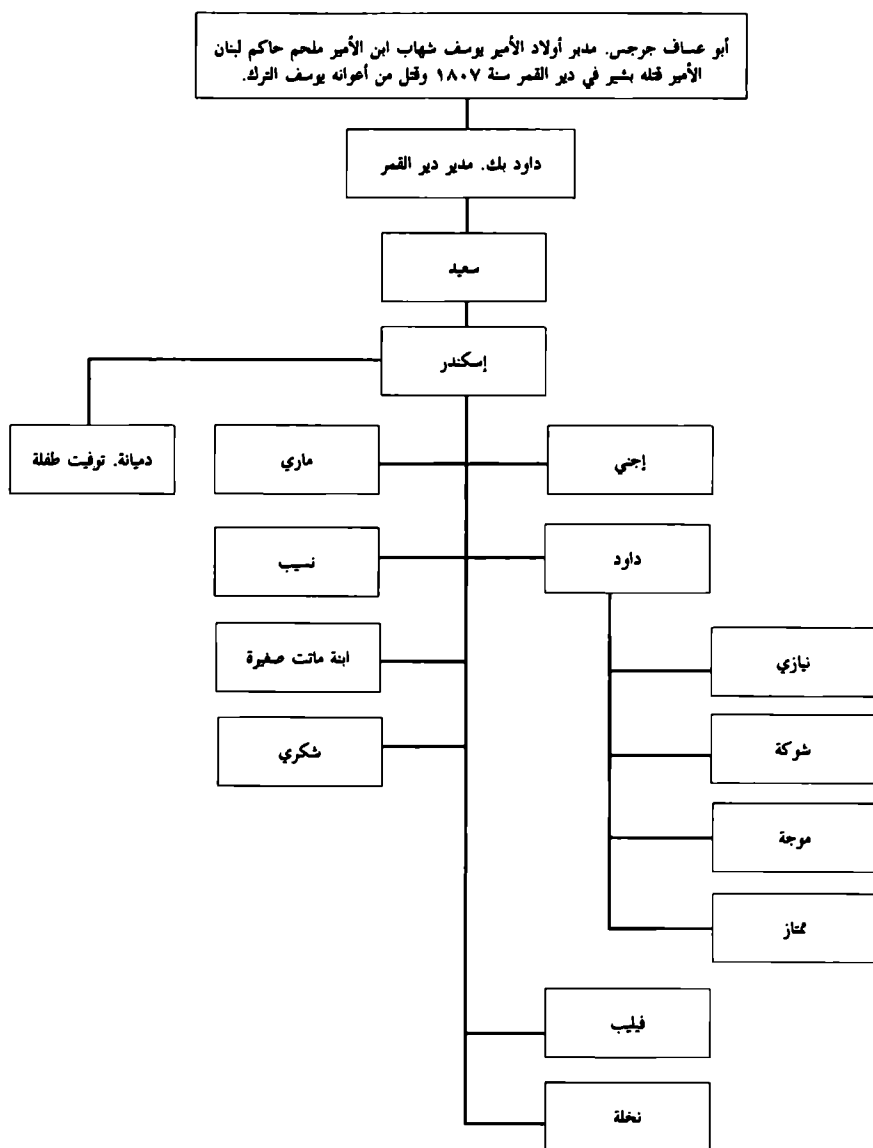 أبو عساف جرجس. مدبر أولاد الأمير يوسف شهاب ابن الأمير ملحم حاكم لبنان
الأمير قتله بشير في دير القمر سنة ١٨٠٧ وقتل من أعوانه يوسف الترك.
داود بك. مدير دير القمر
سعيد
إسكندر
دميانة. توفيت طفلة
ماري
إجني
نسيب
داود
ابنة ماتت صغيرة
نيازي
شكري
شوكة
موجة
ممتاز
فيليب
نخلة